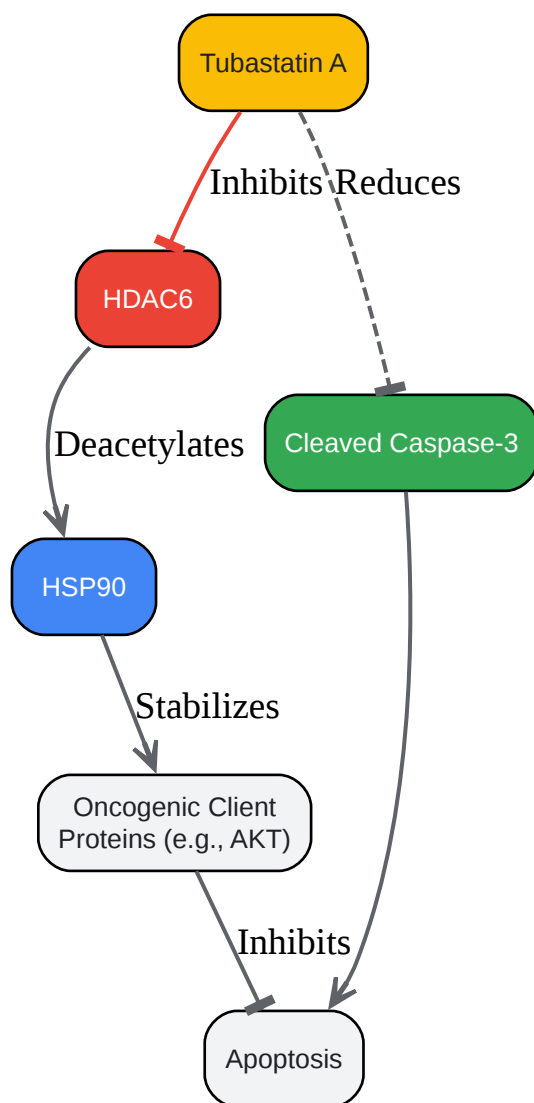 Tubastatin A
Inhibits
Reduces
HDAC6
Deacetylates
Cleaved Caspase-3
HSP90
Stabilizes
Oncogenic Client
Proteins (e.g., AKT)
Inhibits
Apoptosis